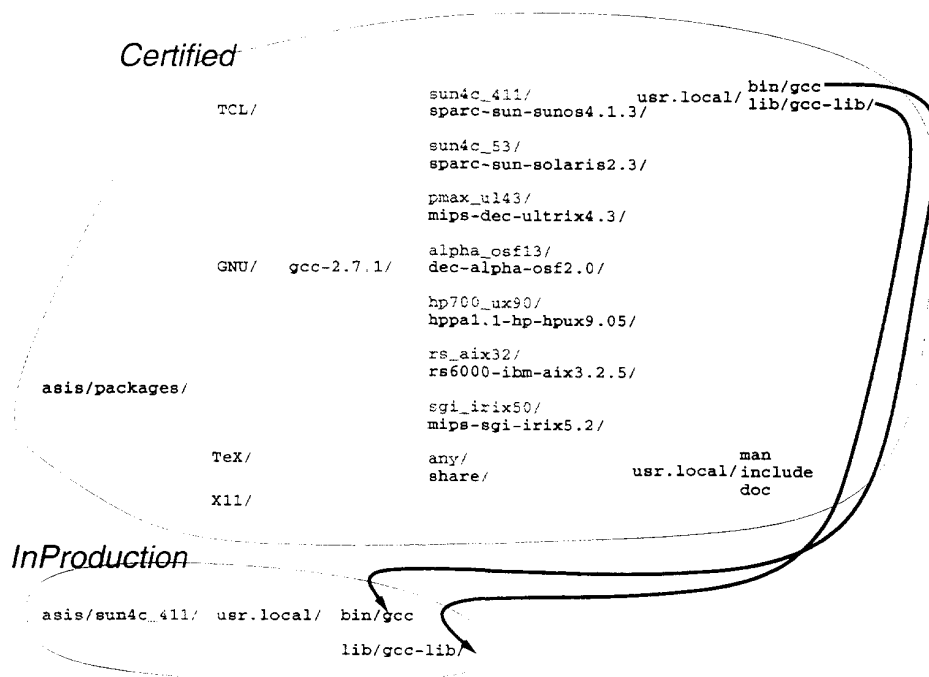 Certified
bin/gcc
sun4c_411/ usr.local/
TCL/ sparc-sun-sunos4.1.3/ lib/gcc-lib/
sun4c_53/
sparc-sun-solaris2.3/
pmax_ul43/
mips-dec-ultrix4.3/
alpha_osf13/
GNU/ gcc-2.7.1/ dec-alpha-osf2.0/
hp700_ux90/
hppa1.1-hp-hpux9.05/
rs_aix32/
rs6000-ibm-aix3.2.5/
asis/packages/
sgi_irix50/
mips-sgi-irix5.2/
TeX/ any/ man
share/ usr.local/ include
X11/ doc
InProduction
asis/sun4c_411/ usr.local/ bin/gcc
lib/gcc-lib/